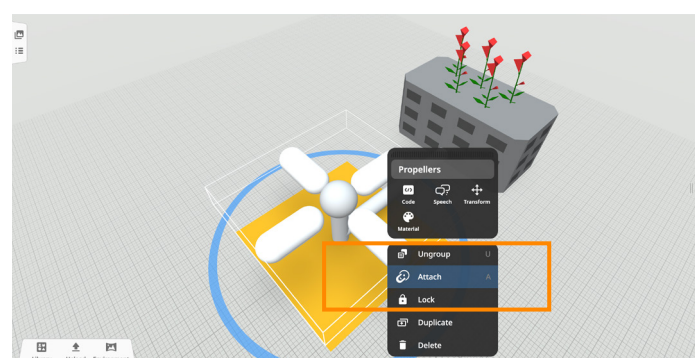 Propellers
Code Speech Transform
Material
Ungroup U
Attach A
Lock
Duplicate
Delete